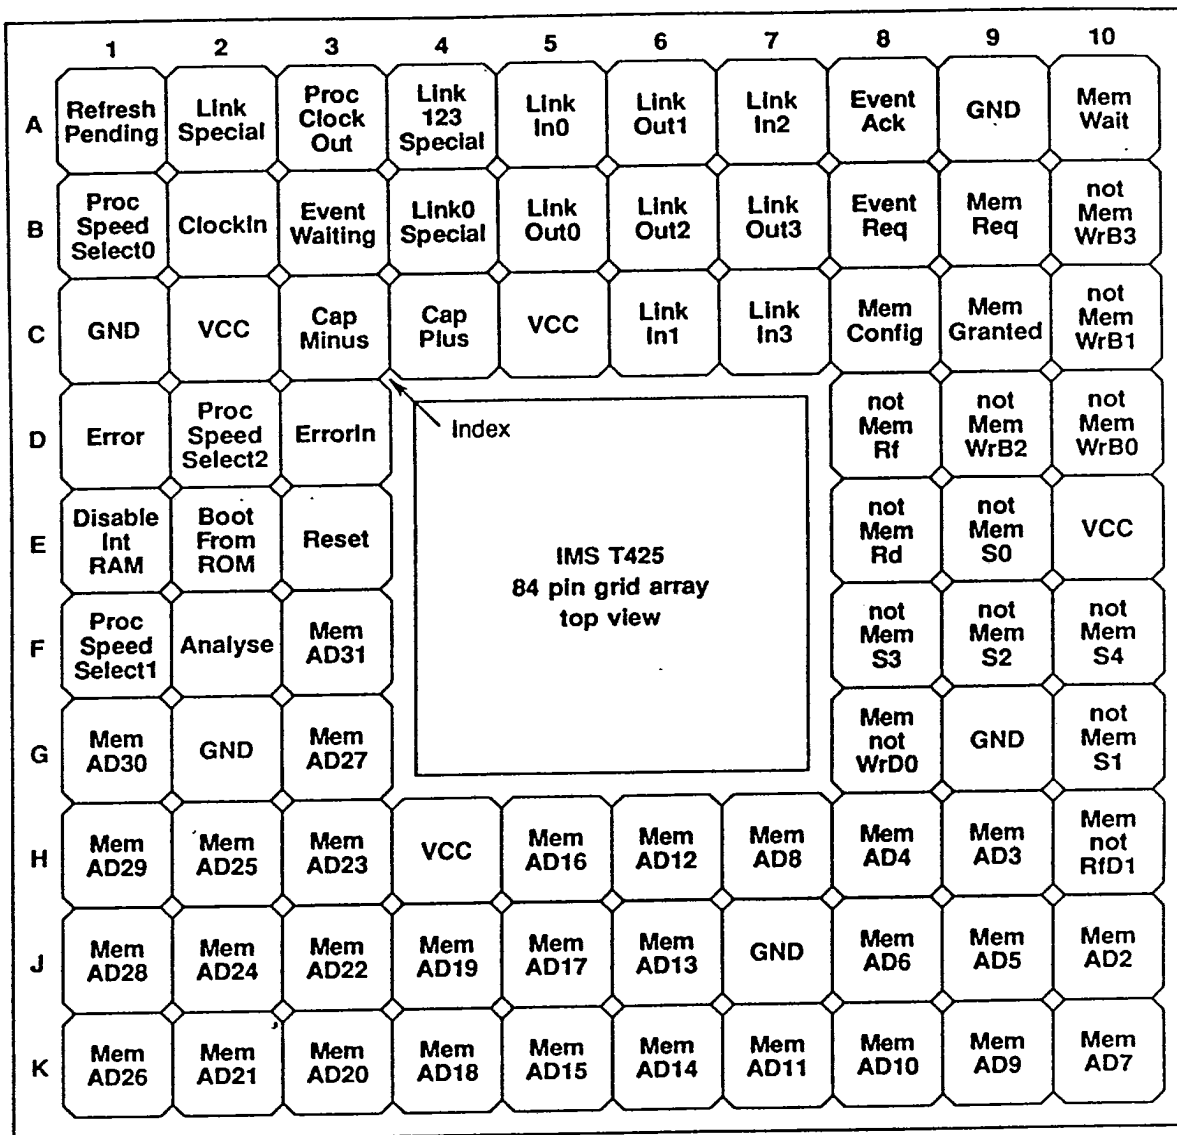 1 2 3 4 5 6 7 8 9 10
A
Refresh
Pending
Link
Special
Proc
Clock
Out
Link
123
Special
Link
In0
Link
Out1
Link
In2
Event
Ack
GND
Mem
Wait
B
Proc
Speed
Select0
ClockIn
Event
Waiting
Link0
Special
Link
Out0
Link
Out2
Link
Out3
Event
Req
Mem
Req
not
Mem
WrB3
C
GND
VCC
Cap
Minus
Cap
Plus
VCC
Link
In1
Link
In3
Mem
Config
Mem
Granted
not
Mem
WrB1
D
Error
Proc
Speed
Select2
ErrorIn
Index
not
Mem
Rf
not
Mem
WrB2
not
Mem
WrB0
E
Disable
Int
RAM
Boot
From
ROM
Reset
IMS T425
84 pin grid array
top view
not
Mem
Rd
not
Mem
S0
VCC
F
Proc
Speed
Select1
Analyse
Mem
AD31
not
Mem
S3
not
Mem
S2
not
Mem
S4
G
Mem
AD30
GND
Mem
AD27
Mem
not
WrD0
GND
not
Mem
S1
H
Mem
AD29
Mem
AD25
Mem
AD23
VCC
Mem
AD16
Mem
AD12
Mem
AD8
Mem
AD4
Mem
AD3
Mem
not
RfD1
J
Mem
AD28
Mem
AD24
Mem
AD22
Mem
AD19
Mem
AD17
Mem
AD13
GND
Mem
AD6
Mem
AD5
Mem
AD2
K
Mem
AD26
Mem
AD21
Mem
AD20
Mem
AD18
Mem
AD15
Mem
AD14
Mem
AD11
Mem
AD10
Mem
AD9
Mem
AD7